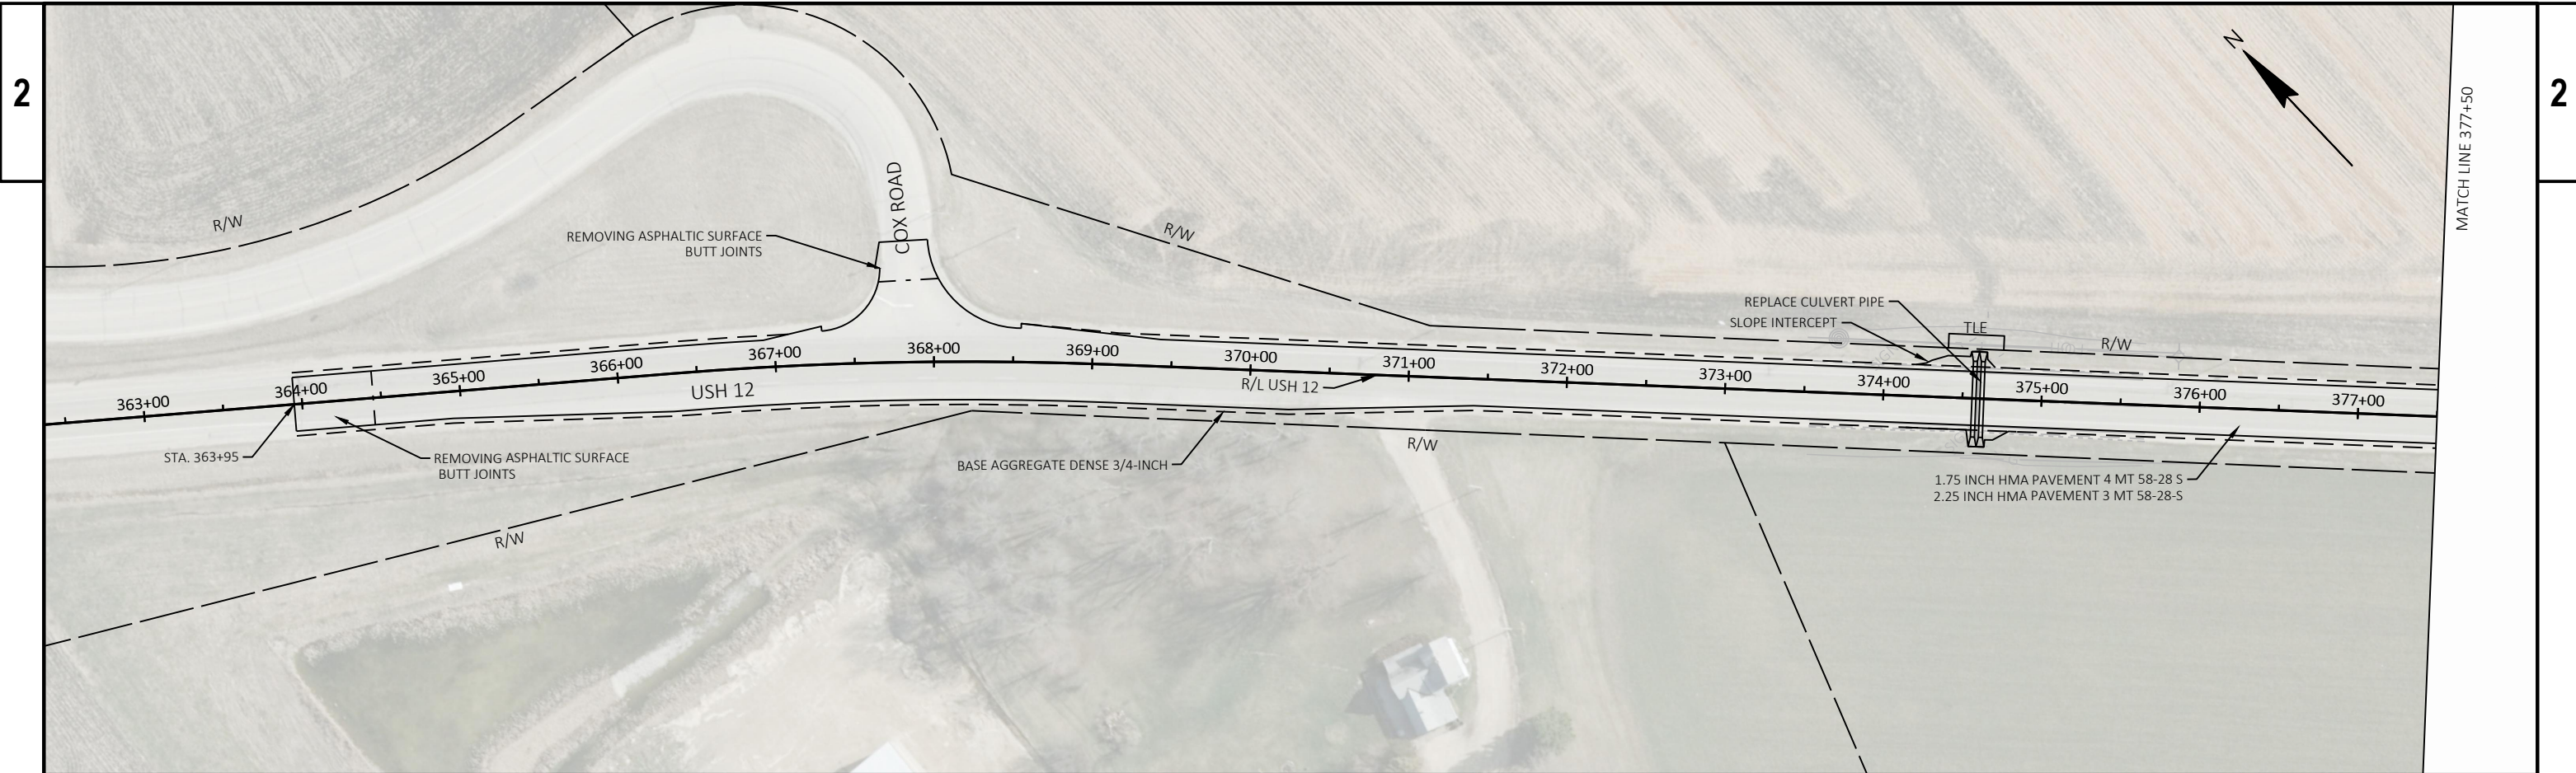 2
2
N
MATCH LINE 377+50
R/W
COX ROAD
REMOVING ASPHALTIC SURFACE
BUTT JOINTS
R/W
REPLACE CULVERT PIPE
SLOPE INTERCEPT
TLE
R/W
363+00
364+00
365+00
366+00
367+00
368+00
369+00
370+00
371+00
372+00
373+00
374+00
375+00
376+00
377+00
USH 12
R/L USH 12
STA. 363+95
REMOVING ASPHALTIC SURFACE
BUTT JOINTS
BASE AGGREGATE DENSE 3/4-INCH
R/W
1.75 INCH HMA PAVEMENT 4 MT 58-28 S
2.25 INCH HMA PAVEMENT 3 MT 58-28-S
R/W